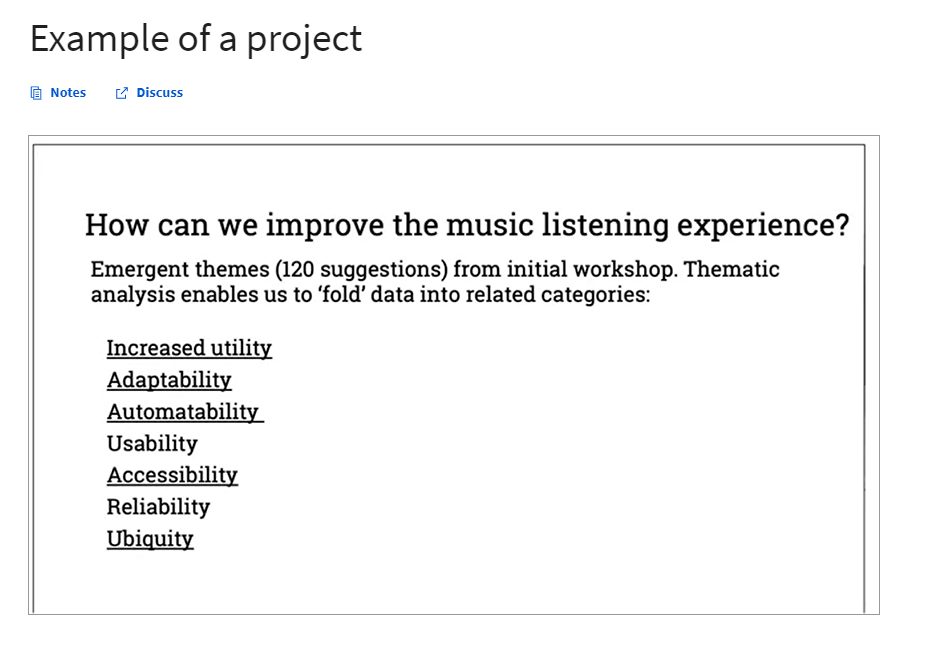 Example of a project
Notes
Discuss
How can we improve the music listening experience?
Emergent themes (120 suggestions) from initial workshop. Thematic
analysis enables us to ‘fold’ data into related categories:
Increased utility
Adaptability
Automatability
Usability
Accessibility
Reliability
Ubiquity